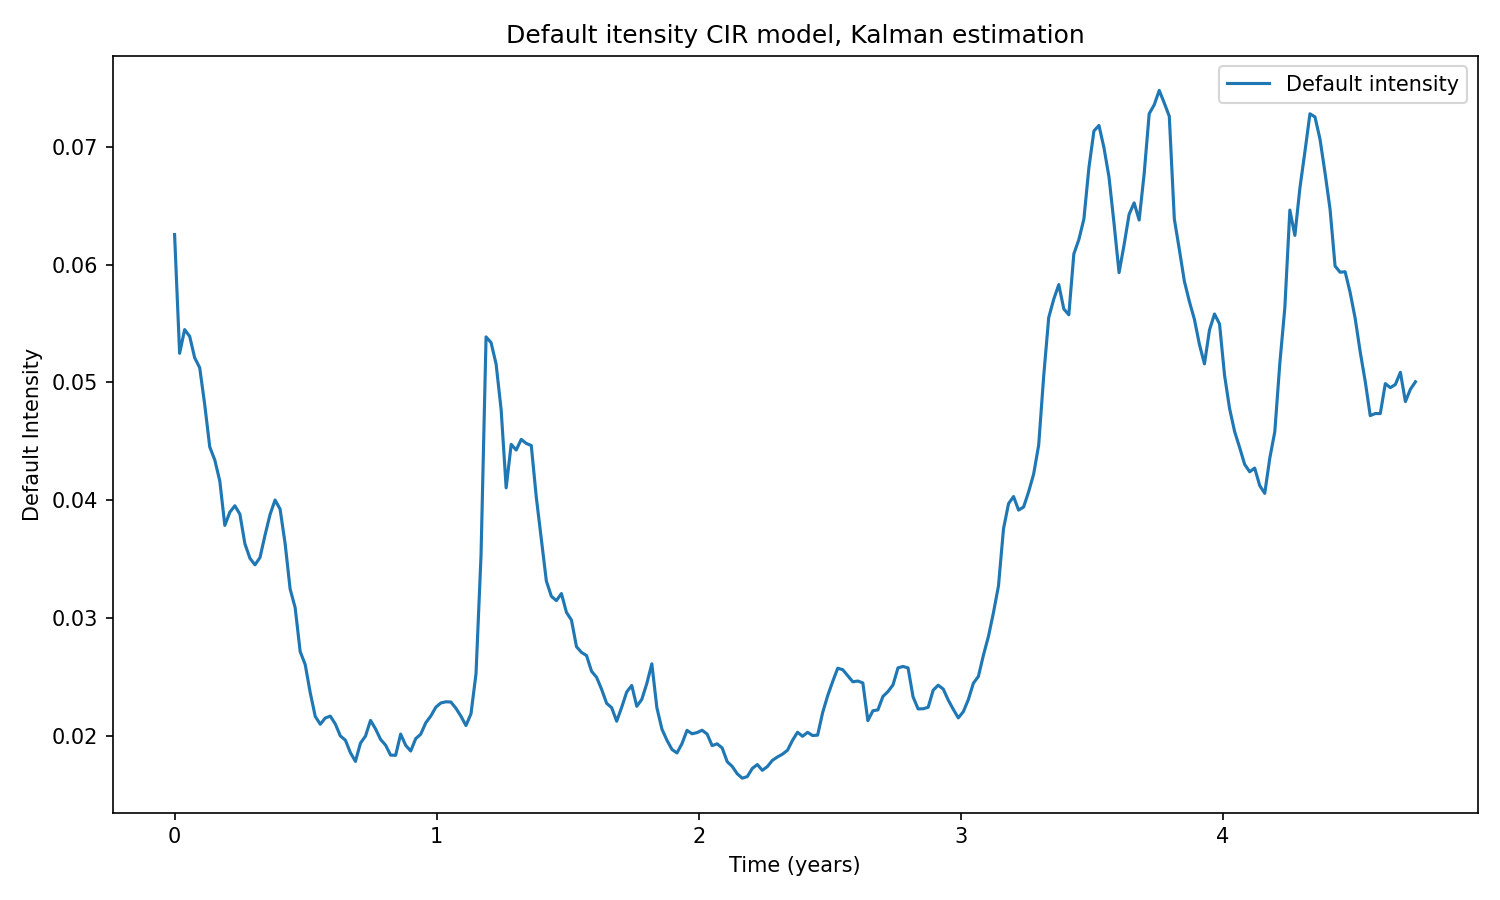 Default itensity CIR model, Kalman estimation
Default intensity
0.07
0.06
0.05
0.04
0.03
0.02
Default Intensity
0 1 2 3 4
Time (years)